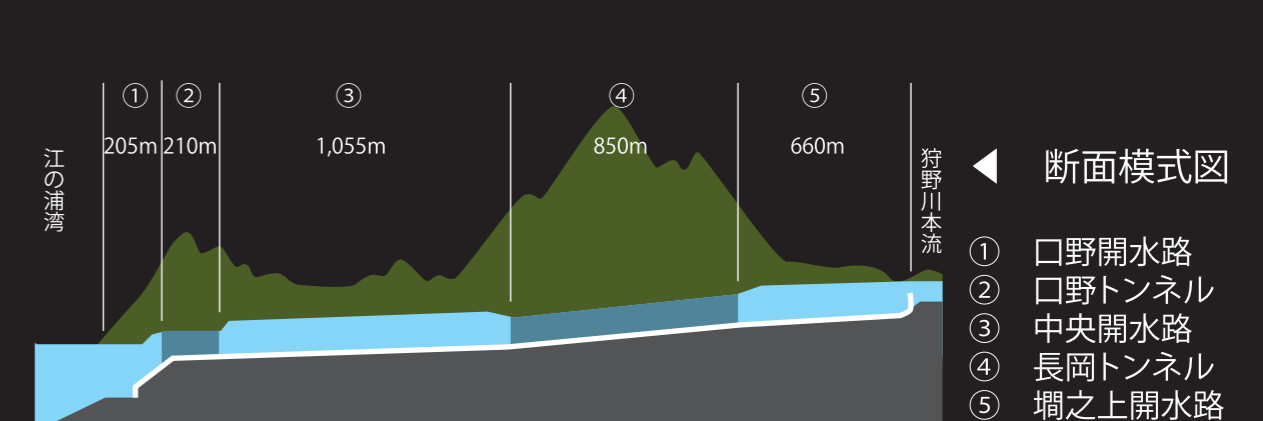 ① ② ③ ④ ⑤
205m 210m 1,055m 850m 660m
江の浦湾
狩野川本流
断面模式図
① 口野開水路
② 口野トンネル
③ 中央開水路
④ 長岡トンネル
⑤ 墹之上開水路